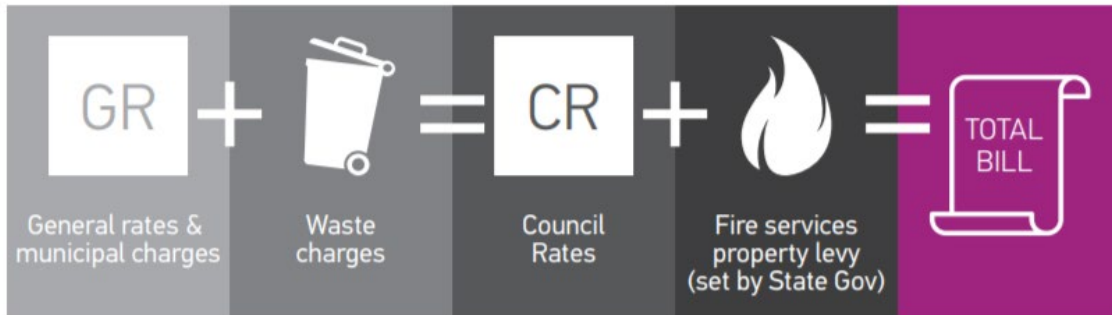 GR
General rates &
municipal charges
+
Waste
charges
=
CR
Council
Rates
+
Fire services
property levy
(set by State Gov)
=
TOTAL
BILL